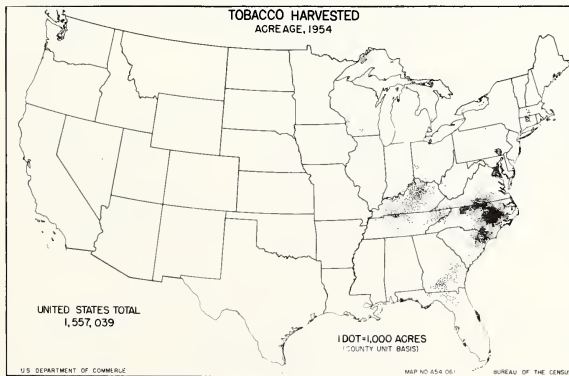 TOBACCO HARVESTED
ACREAGE, 1954
UNITED STATES TOTAL
1,557,039
1 DOT=1,000 ACRES
(COUNTY UNIT BASIS)
U S DEPARTMENT OF COMMERCE
MAP NO A54 061
BUREAU OF THE CENSUS